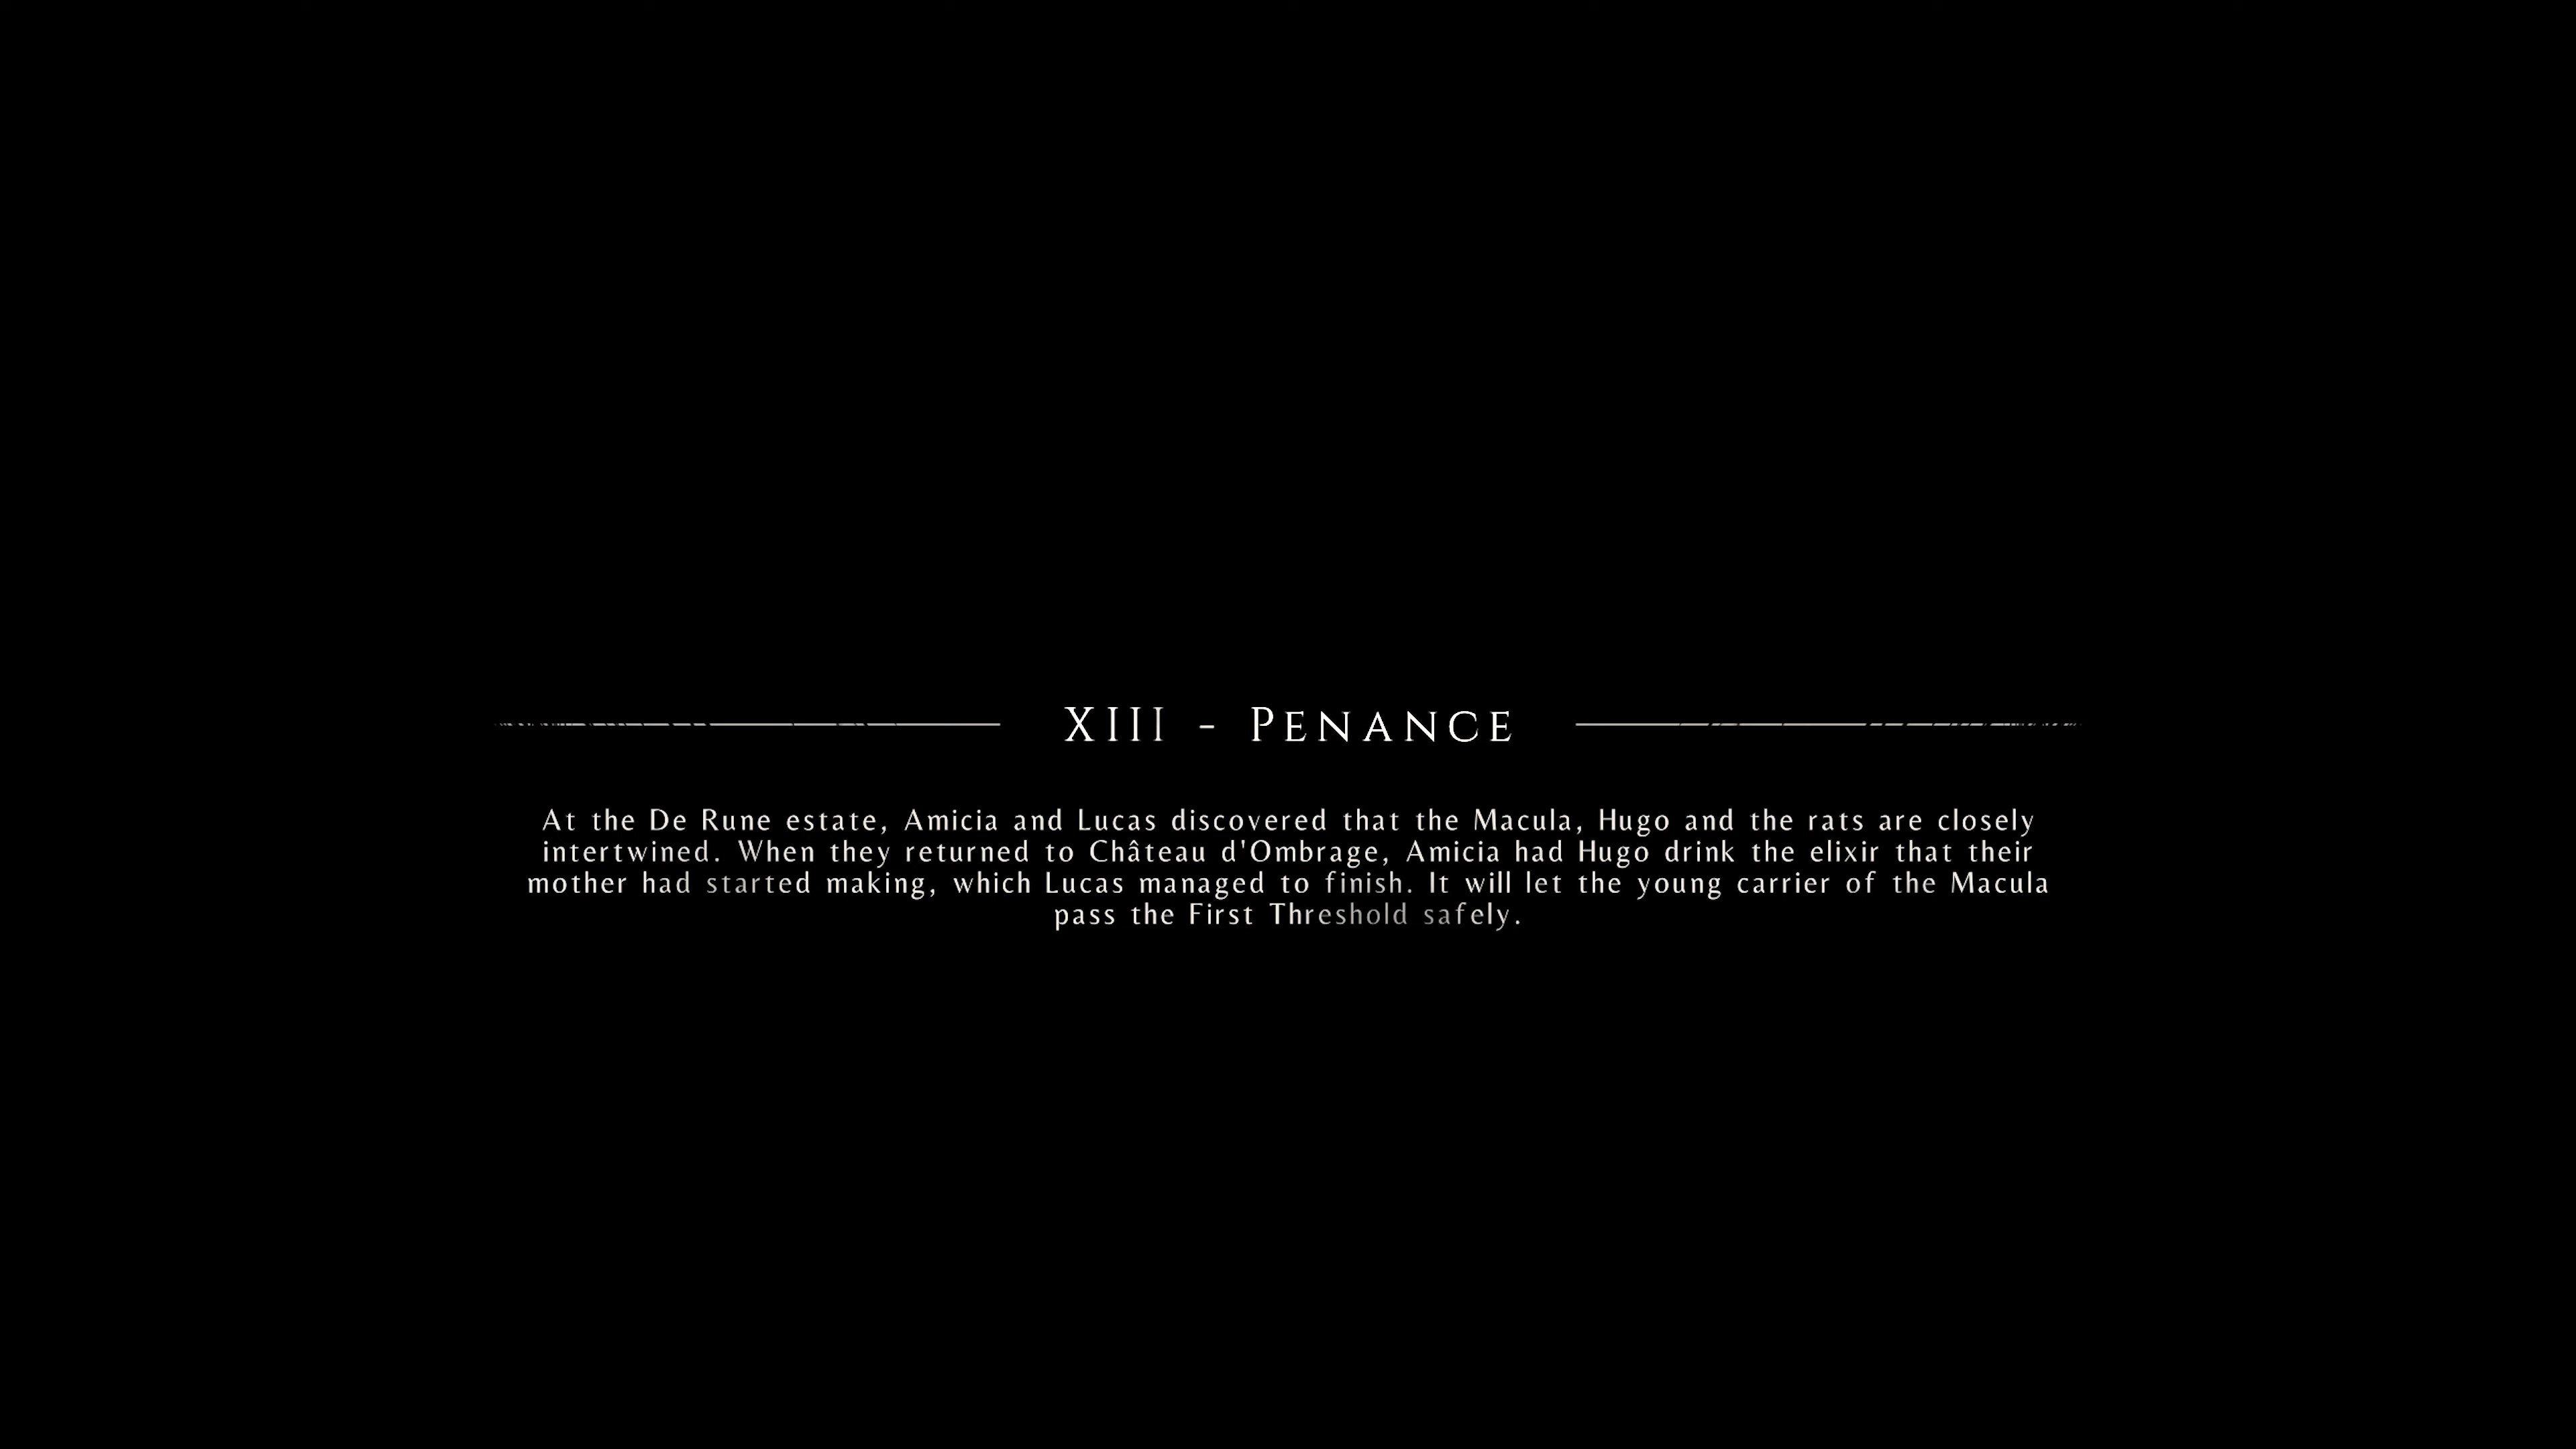 XIII - Penance
At the De Rune estate, Amicia and Lucas discovered that the Macula, Hugo and the rats are closely
intertwined. When they returned to Château d'Ombrage, Amicia had Hugo drink the elixir that their
mother had started making, which Lucas managed to finish. It will let the young carrier of the Macula
pass the First Threshold safely.